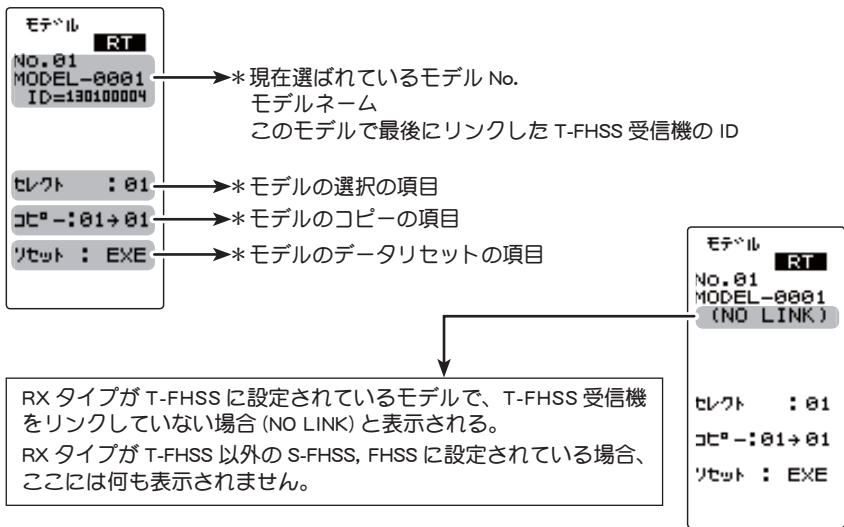 モデル
RT
No.01
MODEL-0001
ID=130100004
セレクト :01
コピー:01→01
リセット : EXE
＊現在選ばれているモデル No.
モデルネーム
このモデルで最後にリンクした T-FHSS 受信機の ID
＊モデルの選択の項目
＊モデルのコピーの項目
＊モデルのデータリセットの項目
モデル
RT
No.01
MODEL-0001
(NO LINK)
セレクト :01
コピー:01→01
リセット : EXE
RX タイプが T-FHSS に設定されているモデルで、T-FHSS 受信機
をリンクしていない場合 (NO LINK) と表示される。
RX タイプが T-FHSS 以外の S-FHSS, FHSS に設定されている場合、
ここには何も表示されません。